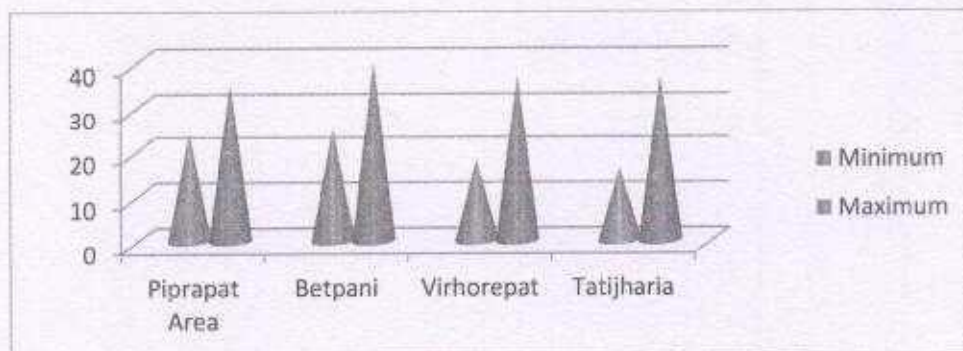 40
30
20
10
0
Piprapat Area
Betpani
Virhorepat
Tatijharia
Minimum
Maximum